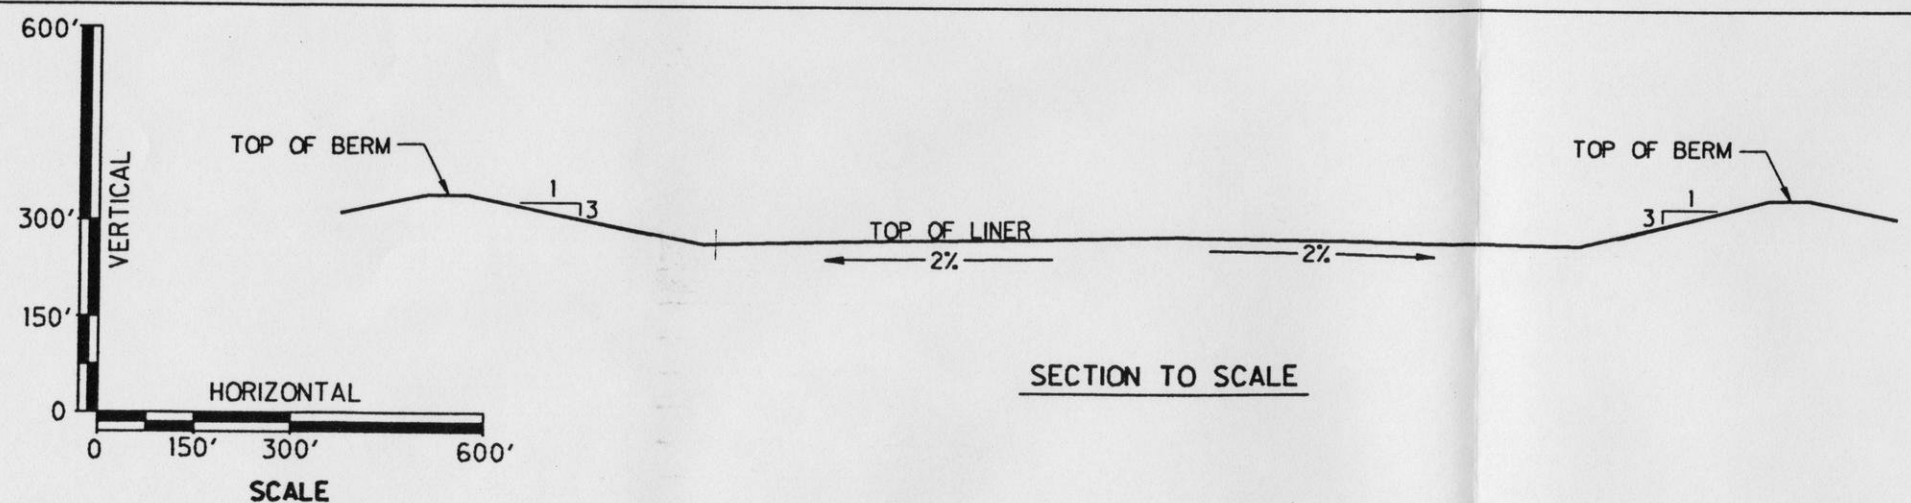 600'
300'
150'
0
VERTICAL
HORIZONTAL
0 150' 300' 600'
SCALE
TOP OF BERM
1
3
TOP OF LINER
2%
2%
SECTION TO SCALE
TOP OF BERM
1
3